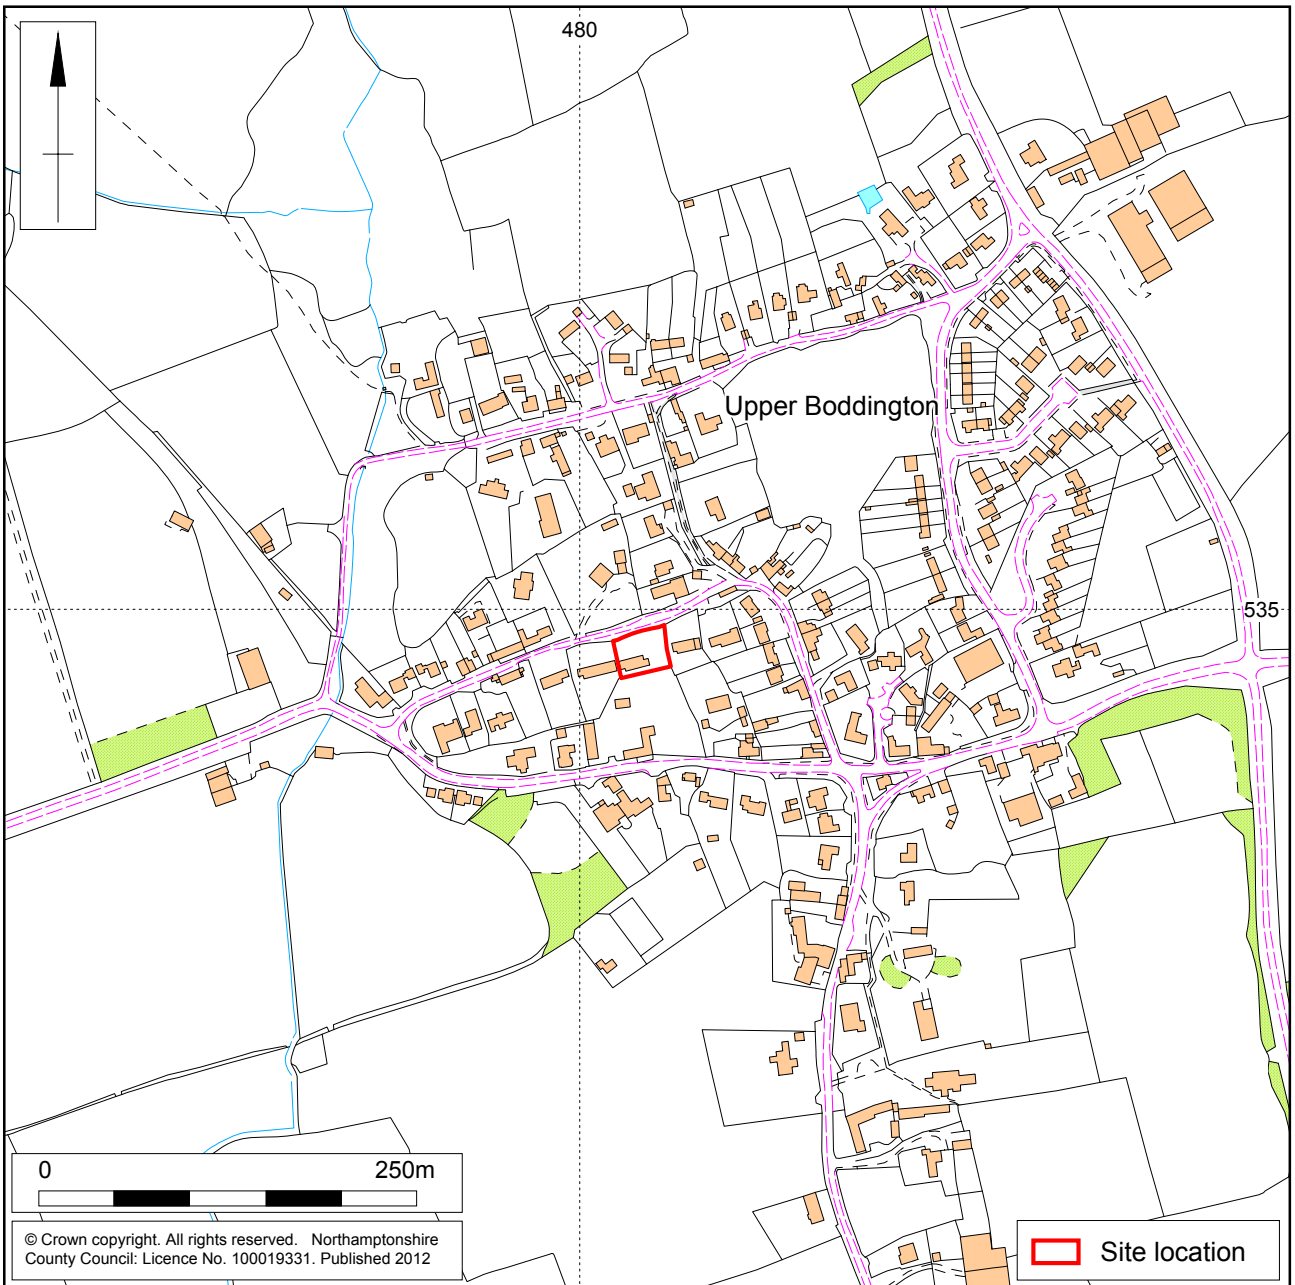 480
Upper Boddington
535
0 250m
© Crown copyright. All rights reserved. Northamptonshire
County Council: Licence No. 100019331. Published 2012
Site location